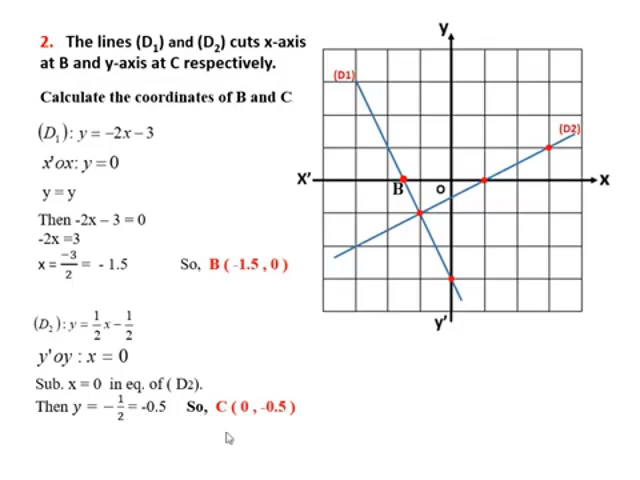 2. The lines (D₁) and (D₂) cuts x-axis
at B and y-axis at C respectively.
Calculate the coordinates of B and C
(D₁): y = −2x − 3
x'ox: y = 0
y = y
Then -2x – 3 = 0
-2x =3
x = −3/2 = - 1.5 So, B ( -1.5 , 0 )
(D₂): y = 1/2 x − 1/2
y'oy : x = 0
Sub. x = 0 in eq. of ( D2).
Then y = − 1/2 = -0.5 So, C ( 0 , -0.5 )
Y
(D1)
(D2)
X'
B
O
X
y'